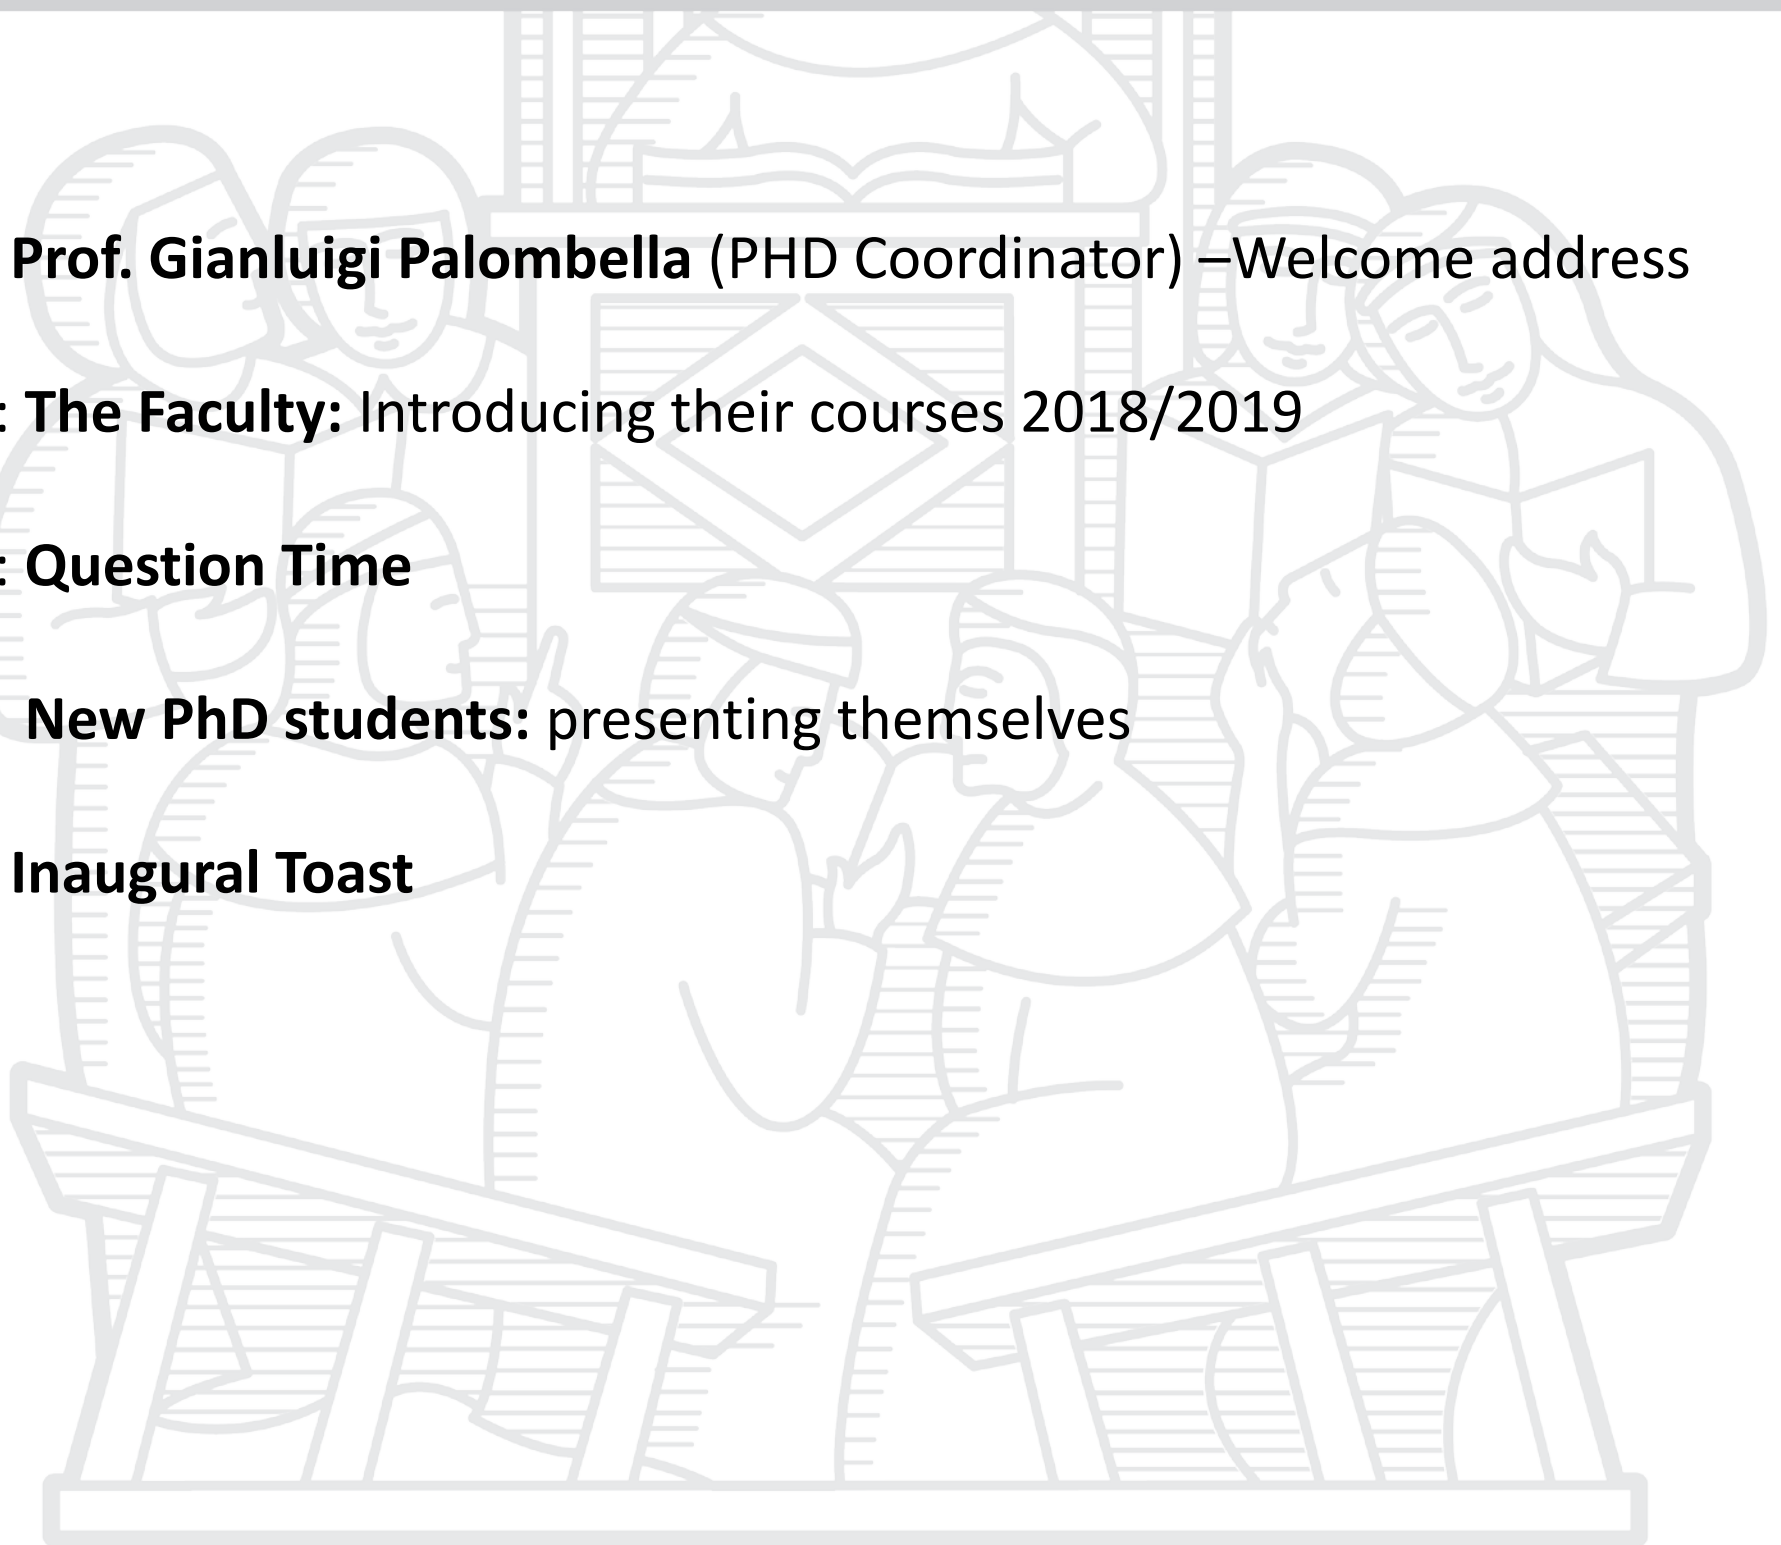 Prof. Gianluigi Palombella (PHD Coordinator) –Welcome address
: The Faculty: Introducing their courses 2018/2019
: Question Time
New PhD students: presenting themselves
Inaugural Toast